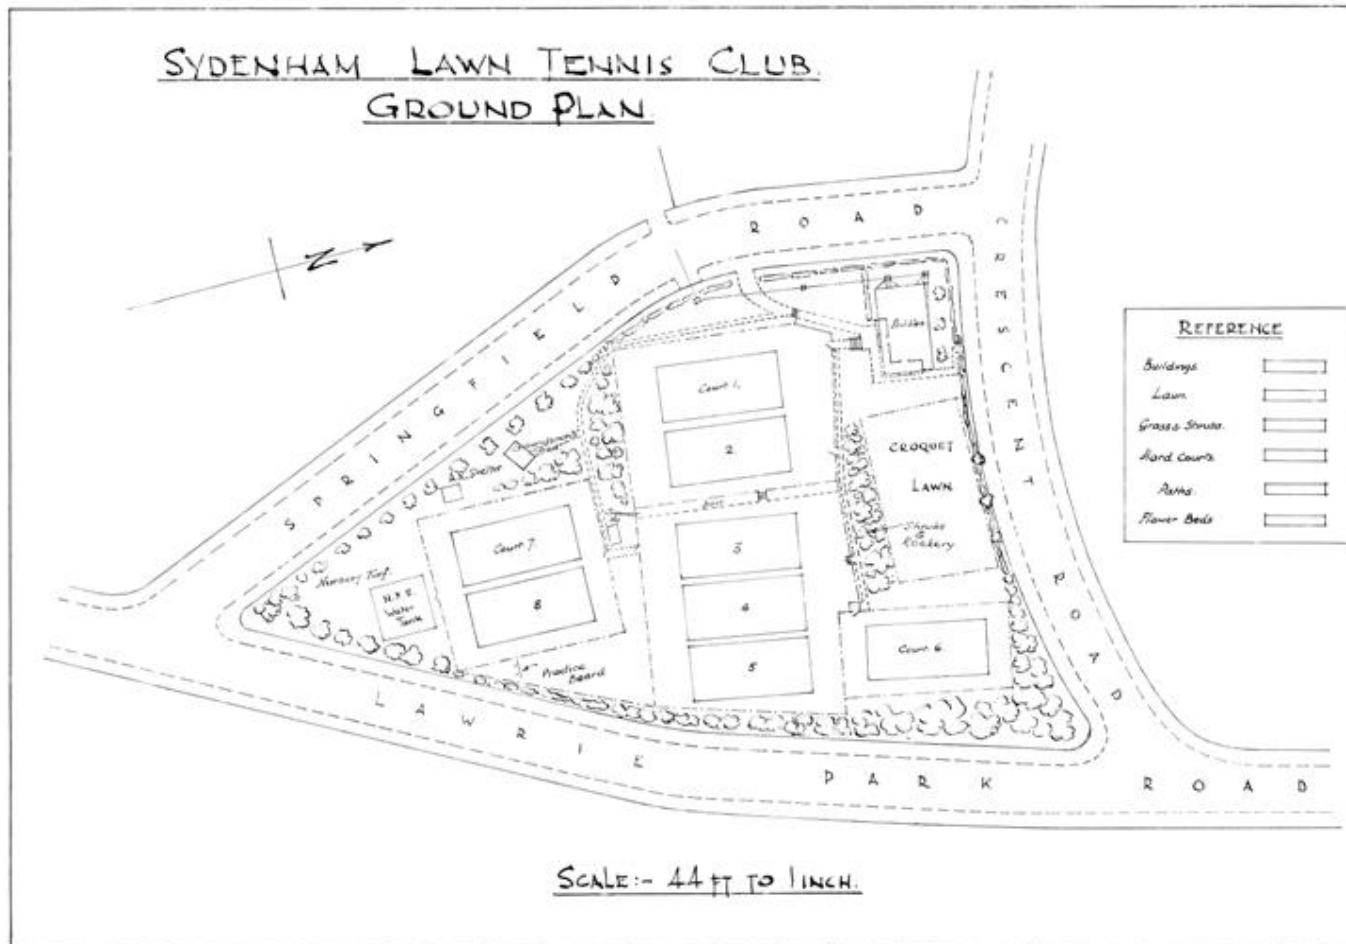 SYDENHAM LAWN TENNIS CLUB.
GROUND PLAN
N
SPRINGFIELD ROAD
CRESCENT ROAD
LAWRIE PARK ROAD
Court 1.
2
3
4
5
Court 6
Court 7.
8
CROQUET
LAWN
Shrubs
&
Rockery
Shelter
Nursery Turf
Water
Tank
Practice
Board
REFERENCE
Buildings
Lawn
Grass & Shrubs.
Hard Courts
Paths.
Flower Beds
SCALE:- 44 FT TO 1 INCH.